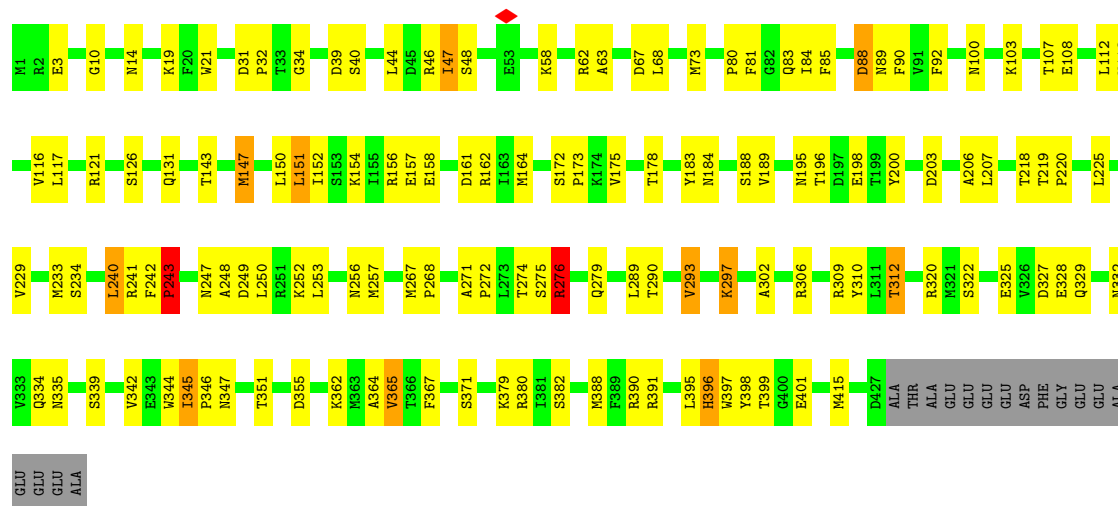 M1 R2 E3 G10 N14 K19 F20 W21 D31 P32 T33 G34 D39 S40 L44 D45 R46 I47 S48 E53 K58 R62 A63 D67 L68 M73 P80 F81 G82 Q83 I84 F85 D88 N89 F90 V91 F92 N100 K103 T107 E108 L112
V116 L117 R121 S126 Q131 T143 M147 L150 L151 I152 S153 K154 I155 R156 E157 E158 D161 R162 I163 M164 S172 P173 K174 V175 T178 Y183 N184 S188 V189 N195 T196 D197 E198 T199 Y200 D203 A206 L207 T218 T219 P220 L225
V229 M233 S234 L240 R241 F242 P243 N247 A248 D249 L250 R251 K252 L253 N256 M257 M267 P268 A271 P272 L273 T274 S275 R276 Q279 L289 T290 V293 K297 A302 R306 R309 Y310 L311 T312 R320 M321 S322 E325 V326 D327 E328 Q329 N332
V333 Q334 N335 S339 V342 E343 W344 I345 P346 N347 T351 D355 K362 M363 A364 V365 T366 F367 S371 K379 R380 I381 S382 M388 F389 R390 R391 L395 H396 W397 Y398 T399 G400 E401 M415 D427 ALA THR ALA GLU GLU GLU GLU ASP PHE GLY GLU GLU ALA
GLU GLU GLU ALA